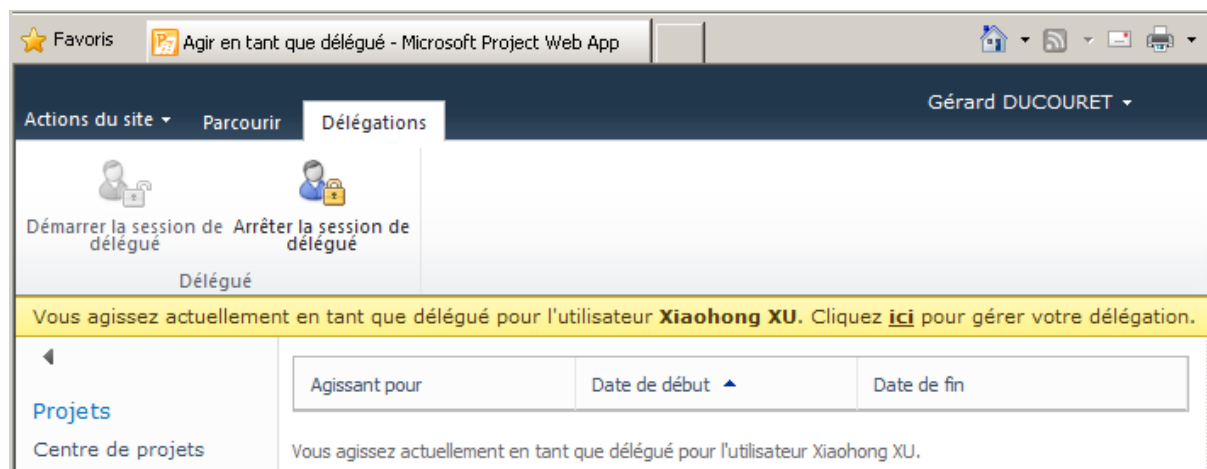 Favoris
Agir en tant que délégué - Microsoft Project Web App
Gérard DUCOURET
Actions du site
Parcourir
Délégations
Démarrer la session de
délégué
Arrêter la session de
délégué
Délégué
Vous agissez actuellement en tant que délégué pour l'utilisateur Xiaohong XU. Cliquez ici pour gérer votre délégation.
Agissant pour
Date de début
Date de fin
Projets
Centre de projets
Vous agissez actuellement en tant que délégué pour l'utilisateur Xiaohong XU.